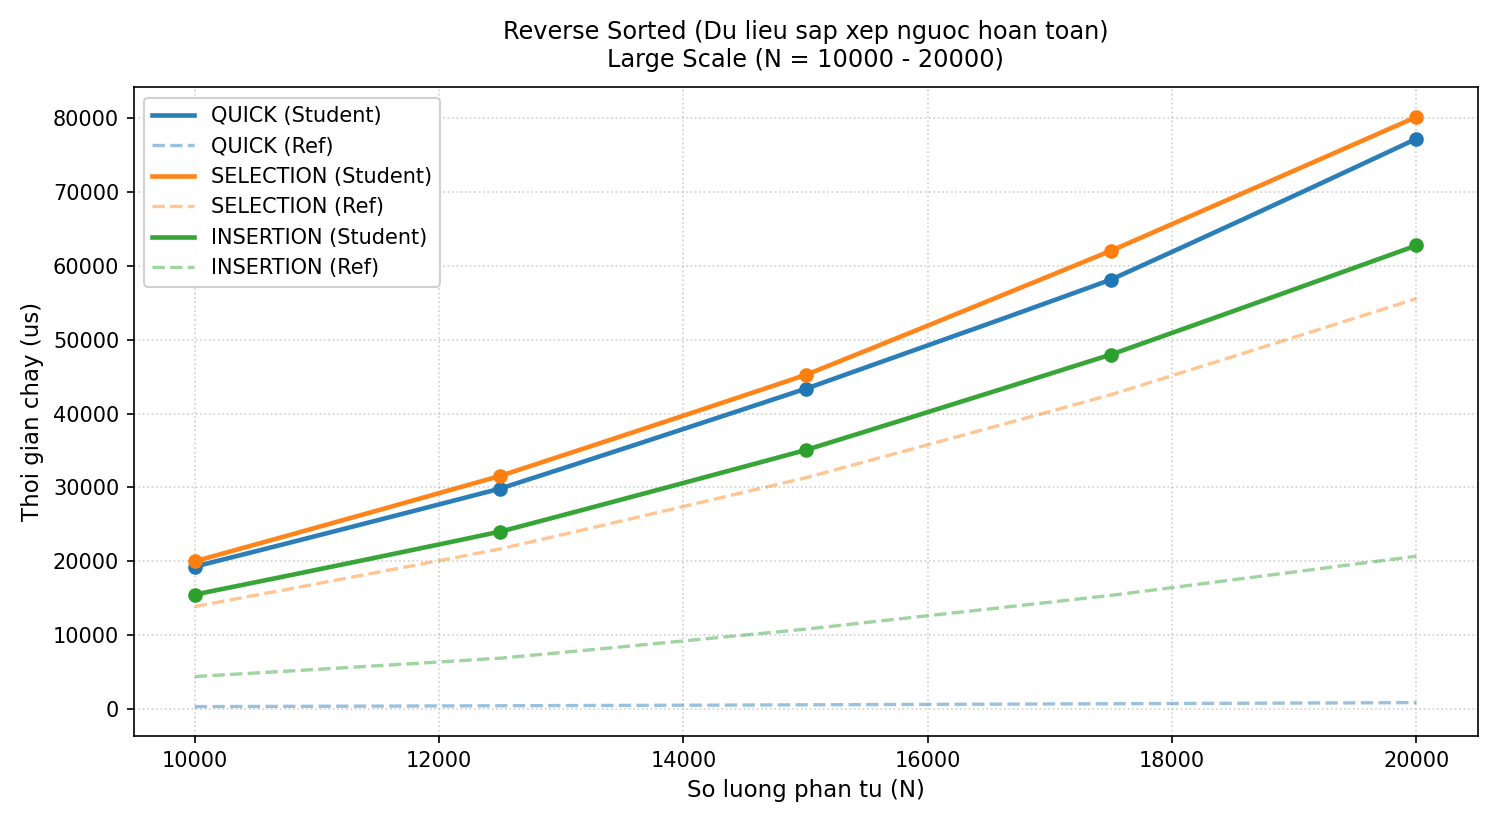 Reverse Sorted (Du lieu sap xep nguoc hoan toan)
Large Scale (N = 10000 - 20000)
QUICK (Student)
QUICK (Ref)
SELECTION (Student)
SELECTION (Ref)
INSERTION (Student)
INSERTION (Ref)
Thoi gian chay (us)
80000
70000
60000
50000
40000
30000
20000
10000
0
10000
12000
14000
16000
18000
20000
So luong phan tu (N)